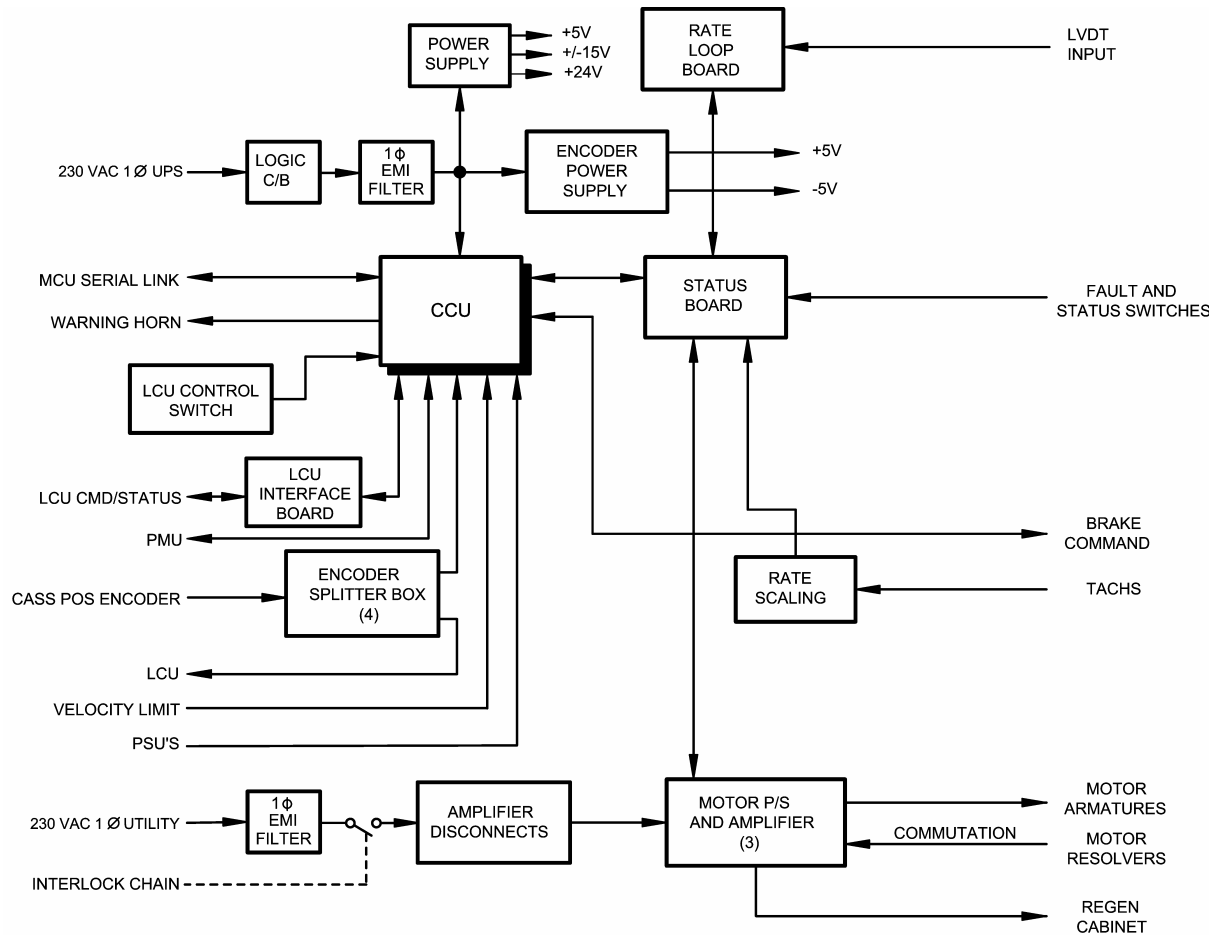 POWER
SUPPLY
+5V
+/-15V
+24V
RATE
LOOP
BOARD
LVDT
INPUT
230 VAC 1Ø UPS
LOGIC
C/B
1ϕ
EMI
FILTER
ENCODER
POWER
SUPPLY
+5V
-5V
MCU SERIAL LINK
WARNING HORN
CCU
STATUS
BOARD
FAULT AND
STATUS SWITCHES
LCU CONTROL
SWITCH
LCU CMD/STATUS
LCU
INTERFACE
BOARD
PMU
BRAKE
COMMAND
CASS POS ENCODER
ENCODER
SPLITTER BOX
(4)
RATE
SCALING
TACHS
LCU
VELOCITY LIMIT
PSU'S
230 VAC 1Ø UTILITY
1ϕ
EMI
FILTER
AMPLIFIER
DISCONNECTS
MOTOR P/S
AND AMPLIFIER
(3)
MOTOR
ARMATURES
COMMUTATION
MOTOR
RESOLVERS
INTERLOCK CHAIN
REGEN
CABINET